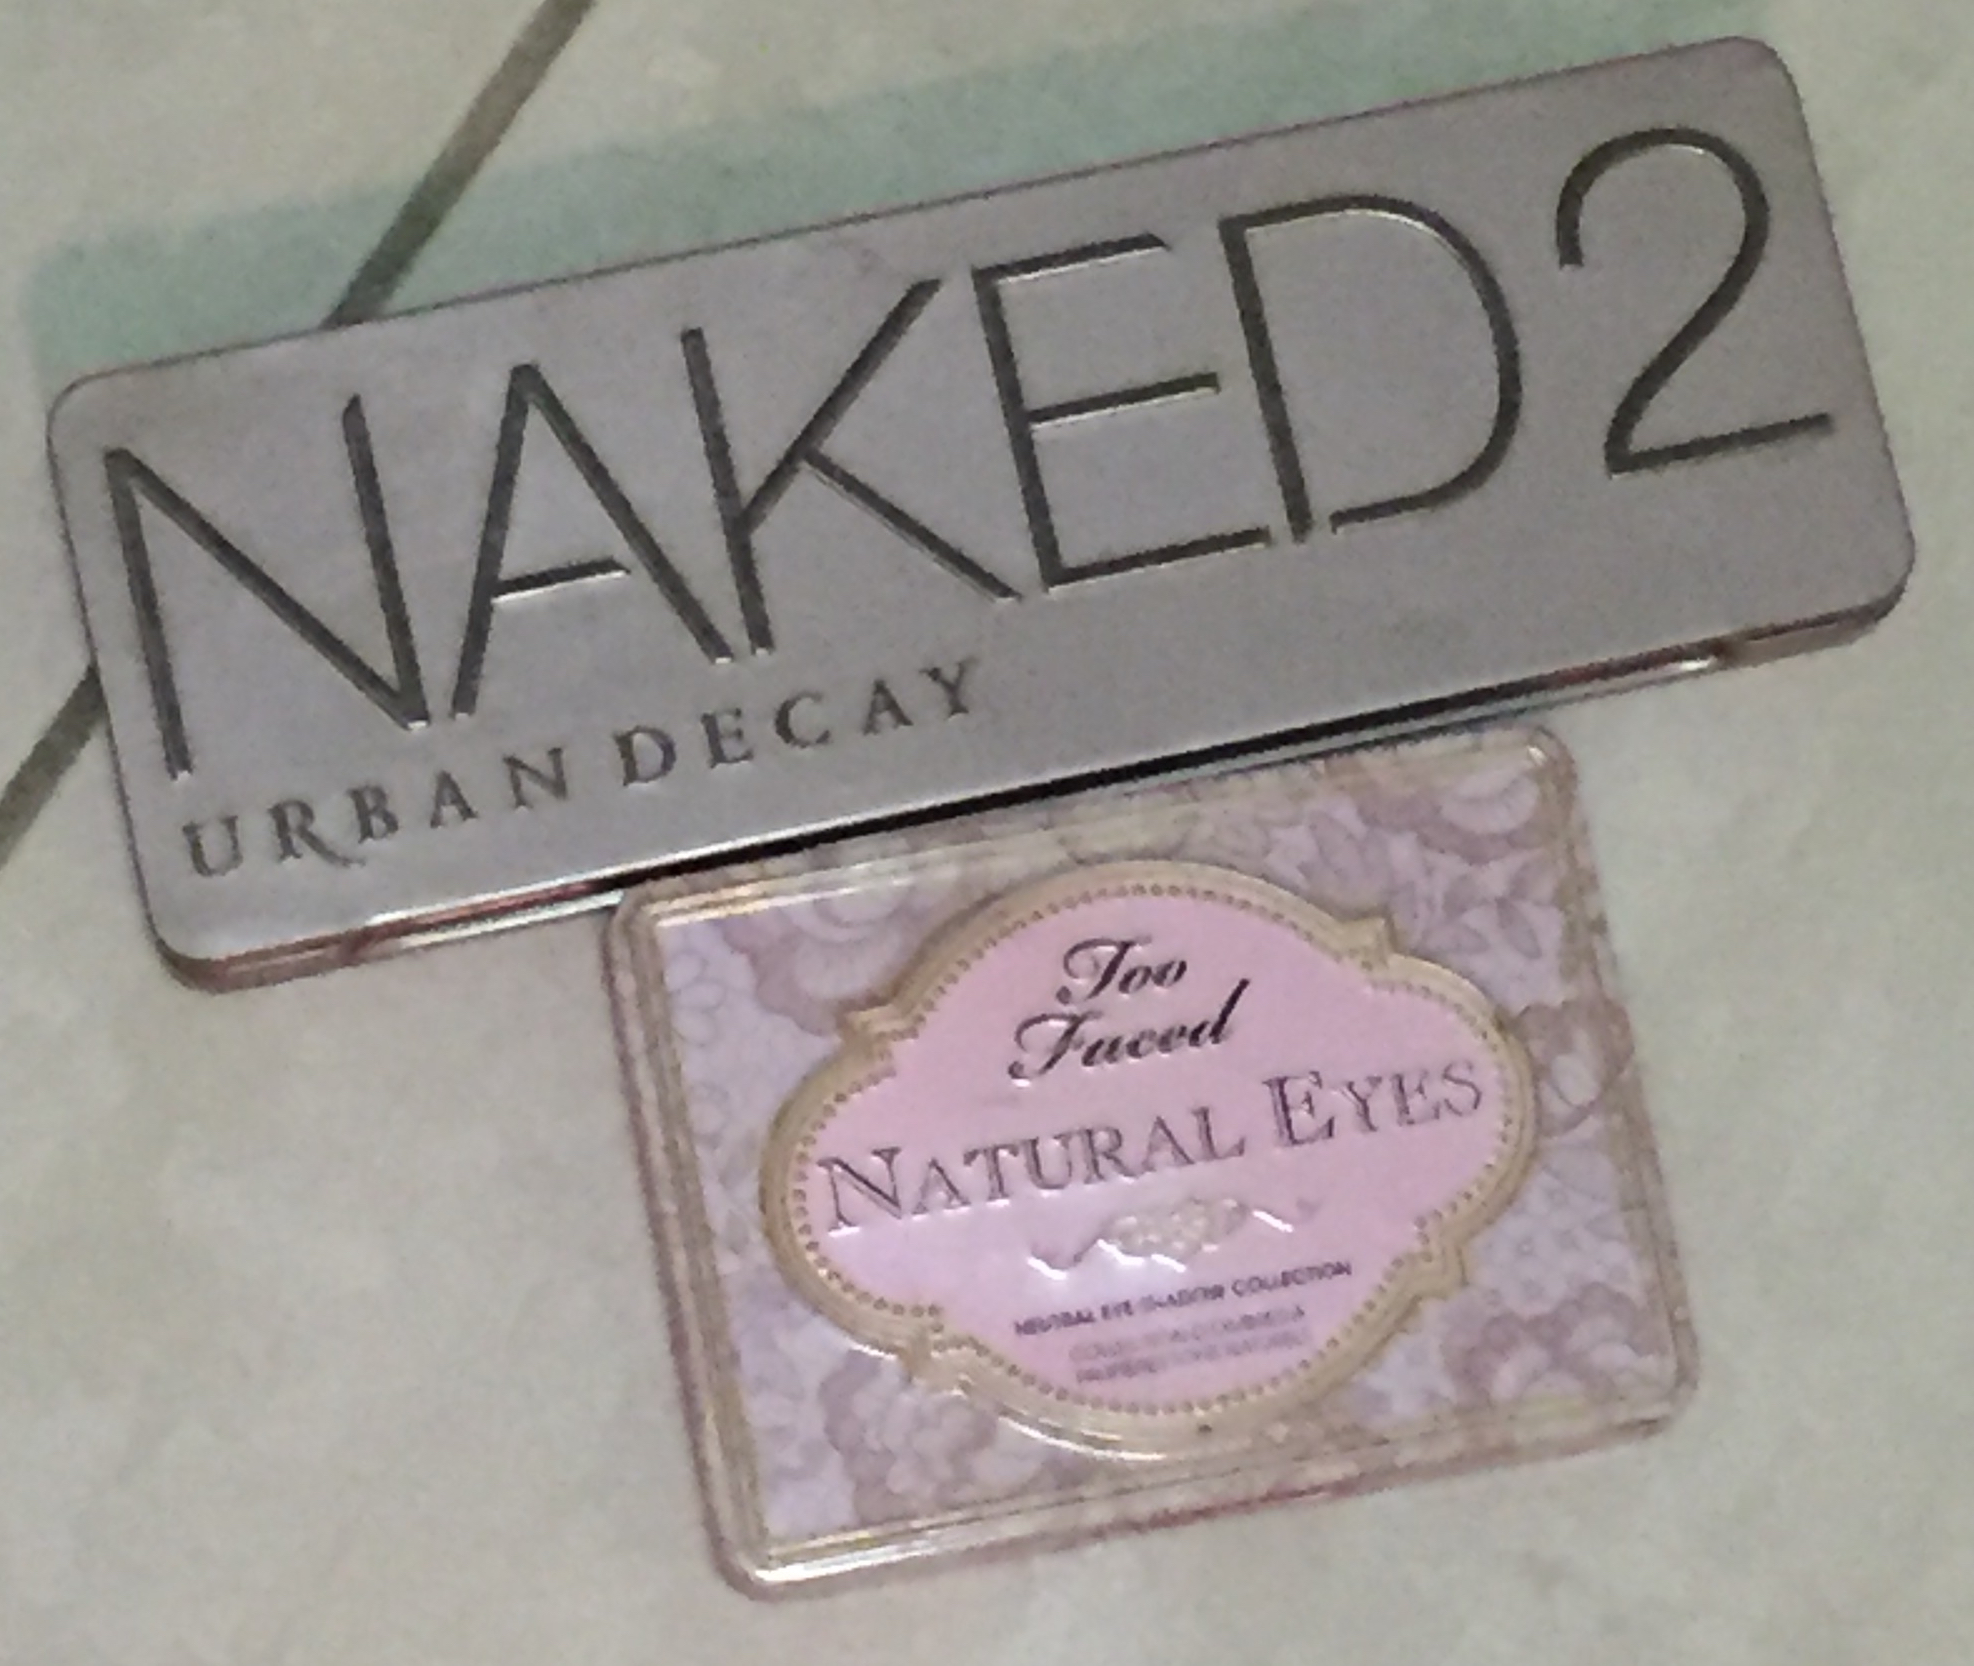 NAKED2
URBAN DECAY
Too
Faced
NATURAL EYES
NEUTRAL EYE SHADOW COLLECTION